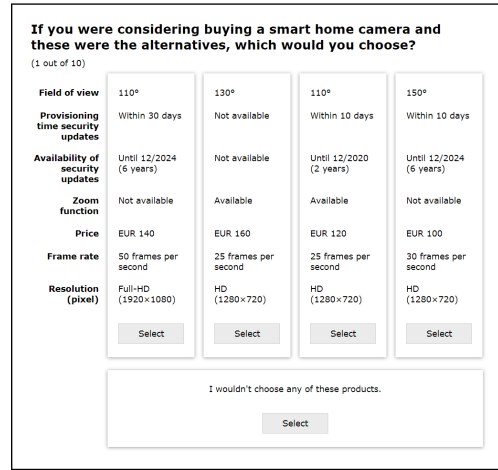 If you were considering buying a smart home camera and
these were the alternatives, which would you choose?
(1 out of 10)
Field of view 110° 130° 110° 150°
Provisioning Within 30 days Not available Within 10 days Within 10 days
time security
updates
Availability of Until 12/2024 Not available Until 12/2020 Until 12/2024
security (6 years) (2 years) (6 years)
updates
Zoom Not available Available Available Not available
function
Price EUR 140 EUR 160 EUR 120 EUR 100
Frame rate 50 frames per 25 frames per 25 frames per 30 frames per
second second second second
Resolution Full-HD HD HD HD
(pixel) (1920×1080) (1280×720) (1280×720) (1280×720)
Select Select Select Select
I wouldn't choose any of these products.
Select